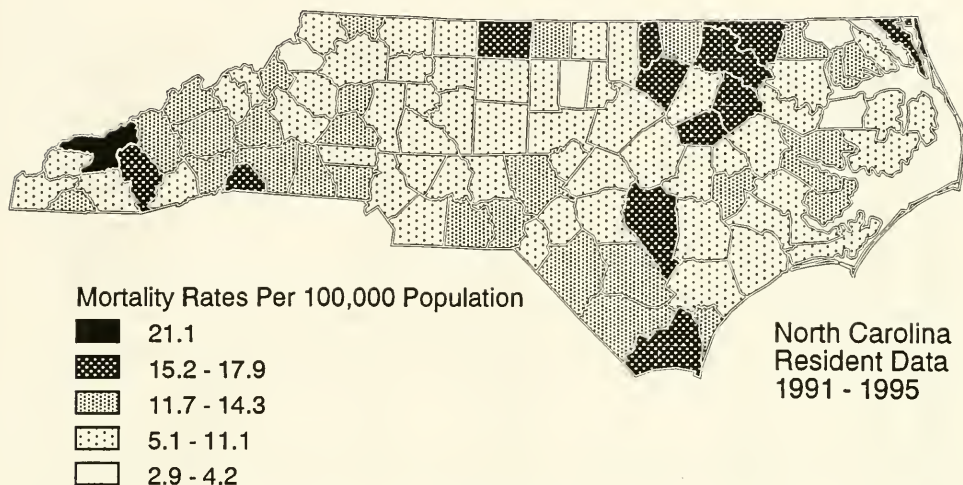 Mortality Rates Per 100,000 Population
21.1
15.2 - 17.9
11.7 - 14.3
5.1 - 11.1
2.9 - 4.2
North Carolina
Resident Data
1991 - 1995